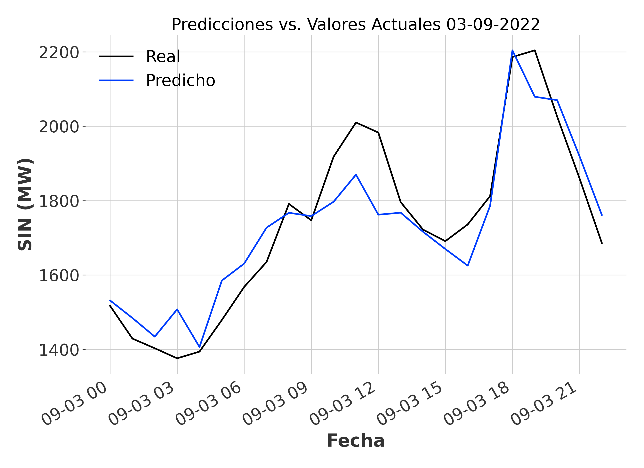 Predicciones vs. Valores Actuales 03-09-2022
Real
Predicho
2200
2000
1800
1600
1400
SIN (MW)
09-03 00
09-03 03
09-03 06
09-03 09
09-03 12
09-03 15
09-03 18
09-03 21
Fecha